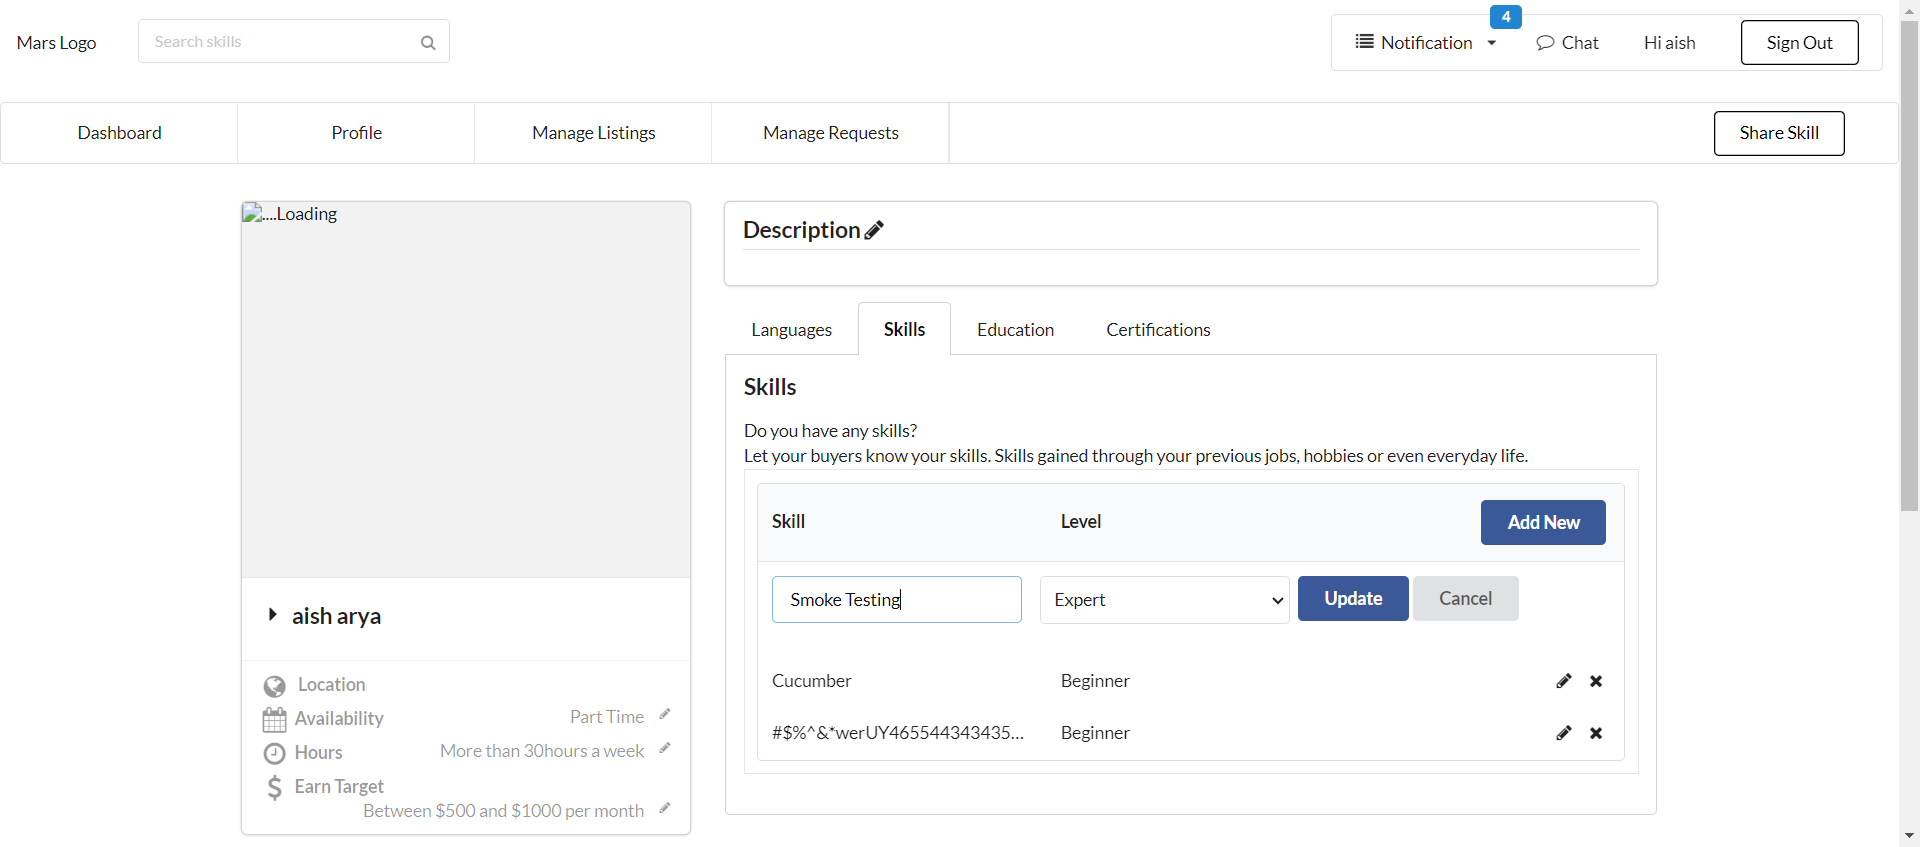 Mars Logo
Search skills
Notification
4
Chat
Hi aish
Sign Out
Dashboard
Profile
Manage Listings
Manage Requests
Share Skill
....Loading
aish arya
Location
Availability
Part Time
Hours
More than 30hours a week
Earn Target
Between $500 and $1000 per month
Description
Languages
Skills
Education
Certifications
Skills
Do you have any skills?
Let your buyers know your skills. Skills gained through your previous jobs, hobbies or even everyday life.
Skill
Level
Add New
Smoke Testing
Expert
Update
Cancel
Cucumber
Beginner
#$%^&*werUY465544343435...
Beginner